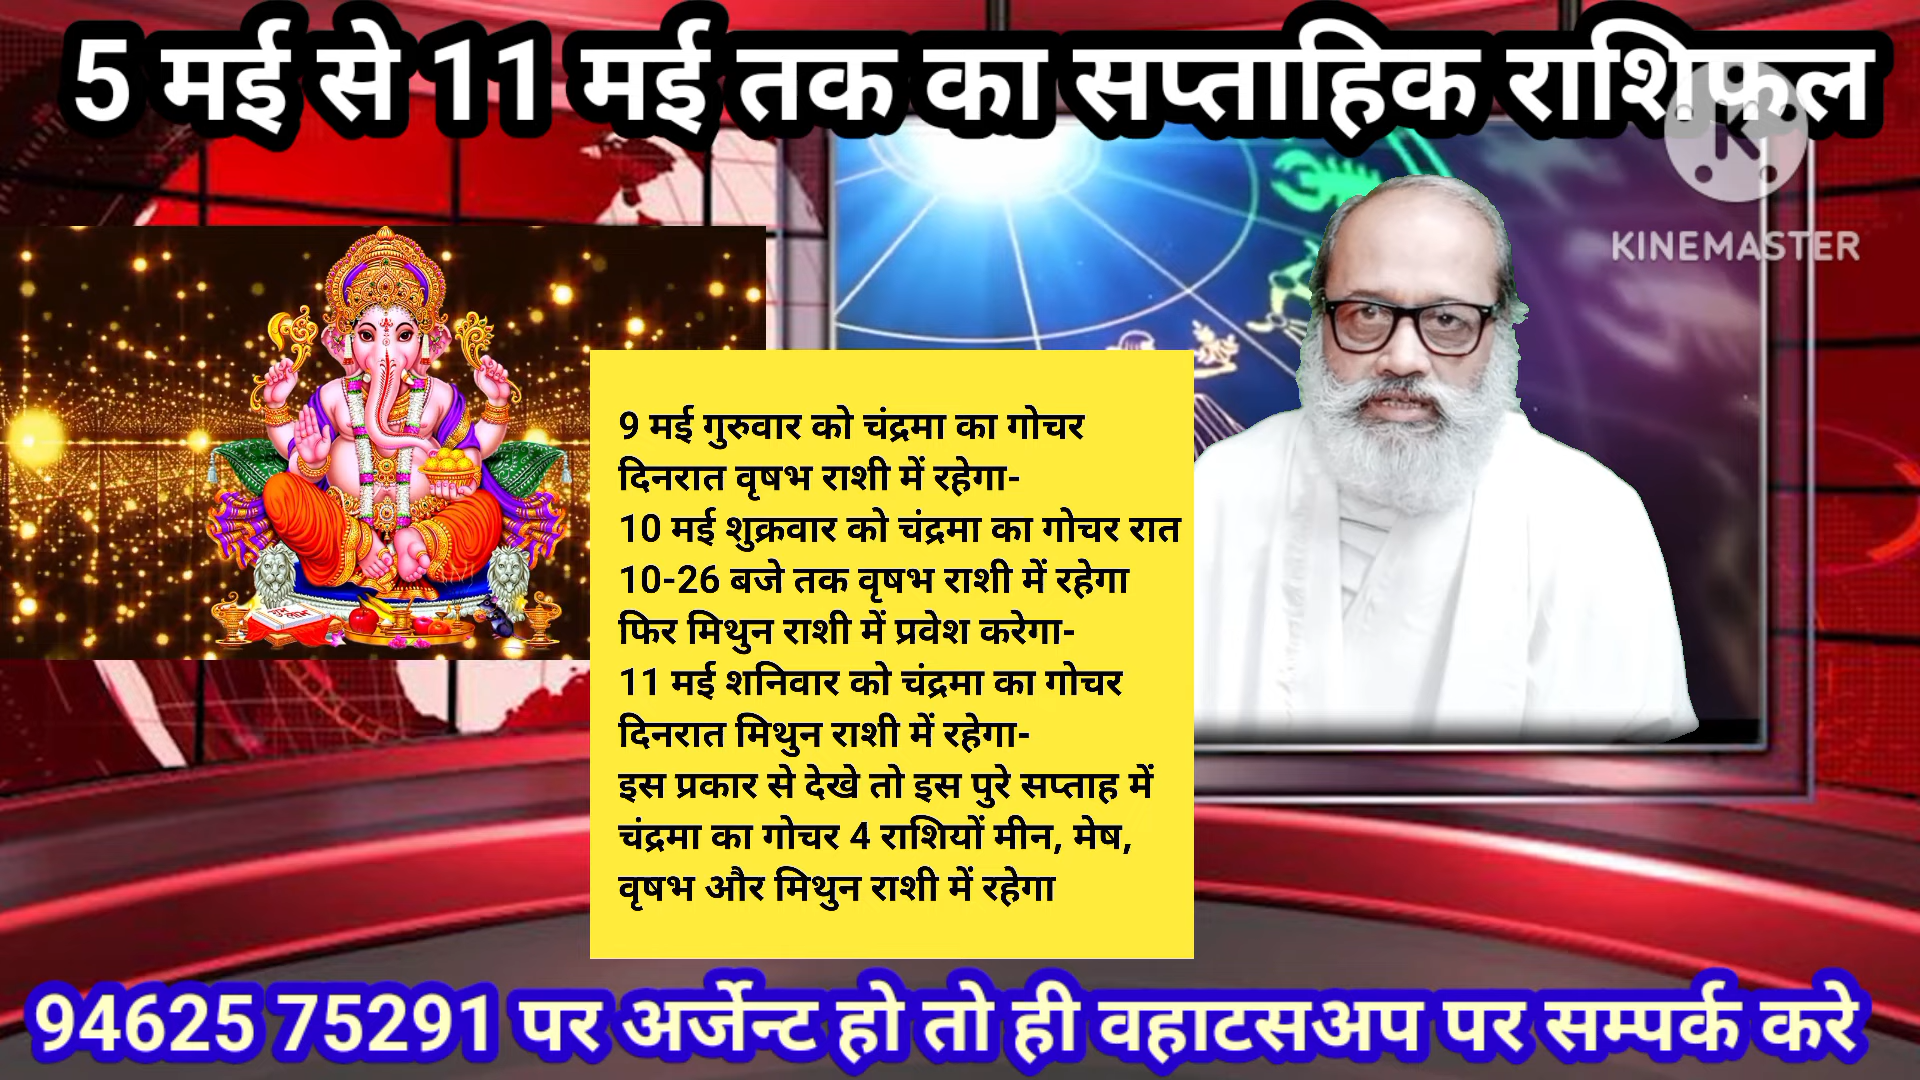 5 मई से 11 मई तक का सप्ताहिक राशिफल
K
KINEMASTER
9 मई गुरुवार को चंद्रमा का गोचर
दिनरात वृषभ राशी में रहेगा-
10 मई शुक्रवार को चंद्रमा का गोचर रात
10-26 बजे तक वृषभ राशी में रहेगा
फिर मिथुन राशी में प्रवेश करेगा-
11 मई शनिवार को चंद्रमा का गोचर
दिनरात मिथुन राशी में रहेगा-
इस प्रकार से देखे तो इस पुरे सप्ताह में
चंद्रमा का गोचर 4 राशियों मीन, मेष,
वृषभ और मिथुन राशी में रहेगा
94625 75291 पर अर्जेन्ट हो तो ही वहाटसअप पर सम्पर्क करे